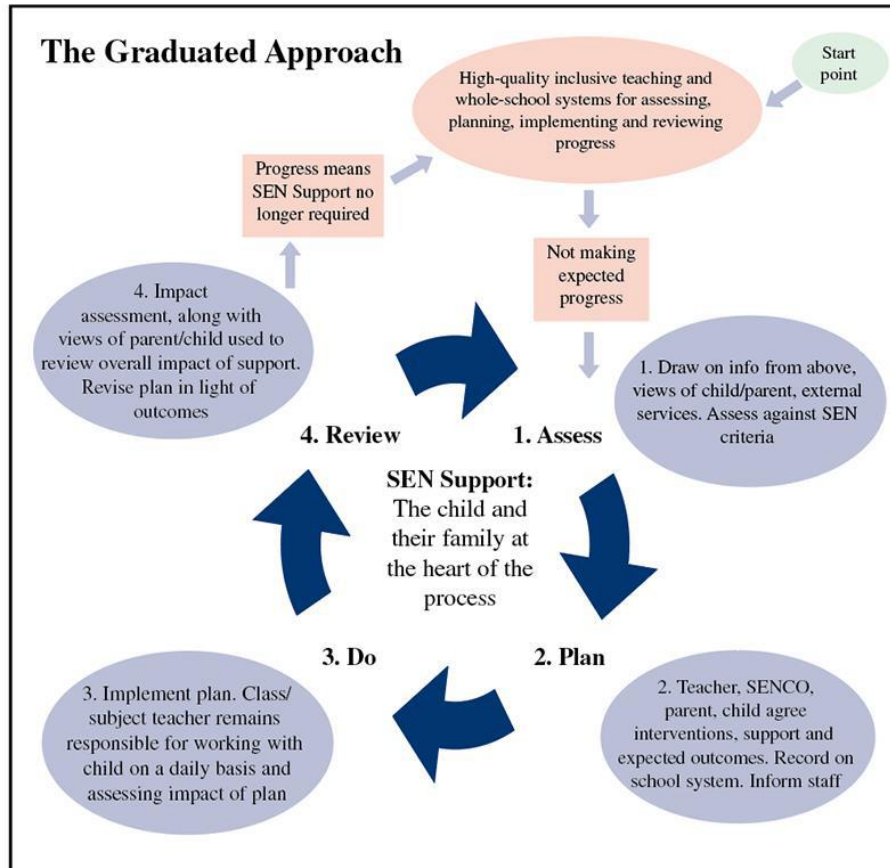 The Graduated Approach
Start
point
High-quality inclusive teaching and
whole-school systems for assessing,
planning, implementing and reviewing
progress
Progress means
SEN Support no
longer required
Not making
expected
progress
4. Impact
assessment, along with
views of parent/child used to
review overall impact of support.
Revise plan in light of
outcomes
1. Draw on info from above,
views of child/parent, external
services. Assess against SEN
criteria
4. Review
1. Assess
SEN Support:
The child and
their family at
the heart of the
process
3. Do
2. Plan
3. Implement plan. Class/
subject teacher remains
responsible for working with
child on a daily basis and
assessing impact of plan
2. Teacher, SENCO,
parent, child agree
interventions, support and
expected outcomes. Record on
school system. Inform staff